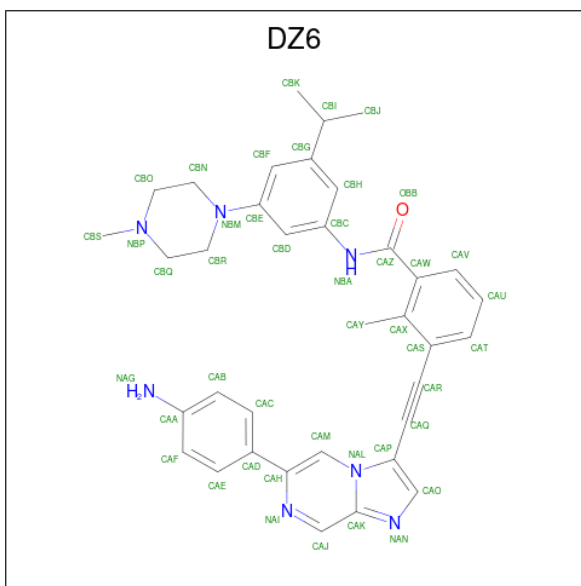 DZ6
CBK
CBI
CBJ
CBG
CBF
CBH
CBN
CBO
N
NBM
CBE
CBC
O
OBB
CBS
N
NBP
CBR
CBD
CBQ
N
H
NBA
CAZ
CAW
CAV
CAU
CAY
CAX
CAS
CAT
NAG
H₂N
CAB
CAC
CAA
CAR
CAQ
CAF
CAD
CAM
NAL
CAP
N
CAE
CAH
CAO
N
NAI
CAK
N
NAN
CAJ